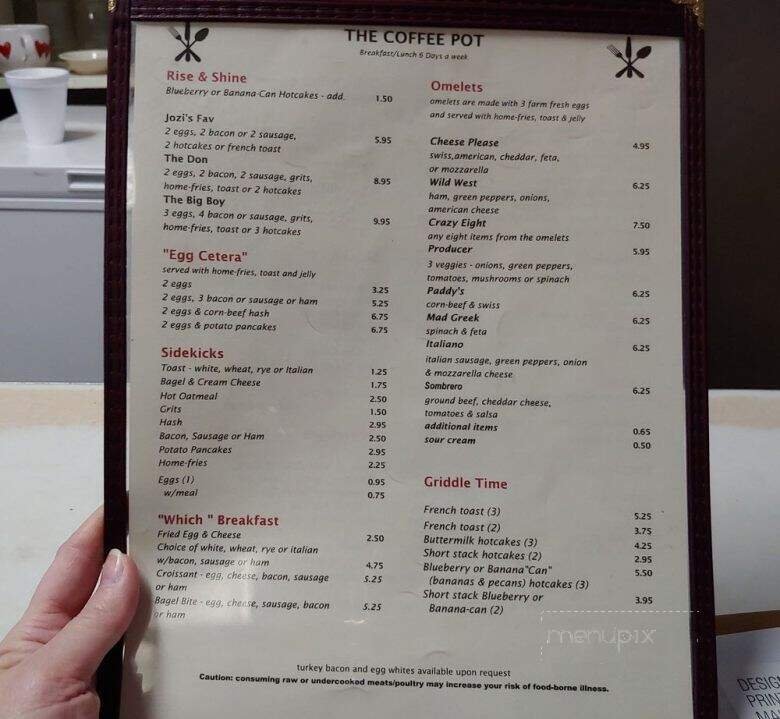 THE COFFEE POT
Breakfast/Lunch 6 Days a week
Rise & Shine
Blueberry or Banana-Can Hotcakes - add. 1.50
Jozi's Fav
2 eggs, 2 bacon or 2 sausage, 5.95
2 hotcakes or french toast
The Don
2 eggs, 2 bacon, 2 sausage, grits, 8.95
home-fries, toast or 2 hotcakes
The Big Boy
3 eggs, 4 bacon or sausage, grits, 9.95
home-fries, toast or 3 hotcakes
"Egg Cetera"
served with home-fries, toast and jelly
2 eggs 3.25
2 eggs, 3 bacon or sausage or ham 5.25
2 eggs & corn-beef hash 6.75
2 eggs & potato pancakes 6.75
Sidekicks
Toast - white, wheat, rye or Italian 1.25
Bagel & Cream Cheese 1.75
Hot Oatmeal 2.50
Grits 1.50
Hash 2.95
Bacon, Sausage or Ham 2.50
Potato Pancakes 2.95
Home-fries 2.25
Eggs (1) 0.95
w/meal 0.75
"Which " Breakfast
Fried Egg & Cheese 2.50
Choice of white, wheat, rye or italian
w/bacon, sausage or ham 4.75
Croissant - egg, cheese, bacon, sausage 5.25
or ham
Bagel Bite - egg, cheese, sausage, bacon 5.25
or ham
Omelets
omelets are made with 3 farm fresh eggs
and served with home-fries, toast & jelly
Cheese Please 4.95
swiss,american, cheddar, feta,
or mozzarella
Wild West 6.25
ham, green peppers, onions,
american cheese
Crazy Eight 7.50
any eight items from the omelets
Producer 5.95
3 veggies - onions, green peppers,
tomatoes, mushrooms or spinach
Paddy's 6.25
corn-beef & swiss
Mad Greek 6.25
spinach & feta
Italiano 6.25
italian sausage, green peppers, onion
& mozzarella cheese
Sombrero 6.25
ground beef, cheddar cheese,
tomatoes & salsa
additional items 0.65
sour cream 0.50
Griddle Time
French toast (3) 5.25
French toast (2) 3.75
Buttermilk hotcakes (3) 4.25
Short stack hotcakes (2) 2.95
Blueberry or Banana"Can" 5.50
(bananas & pecans) hotcakes (3)
Short stack Blueberry or 3.95
Banana-can (2)
menupix
turkey bacon and egg whites available upon request
Caution: consuming raw or undercooked meats/poultry may increase your risk of food-borne illness.
DESIG
PRIN
MA